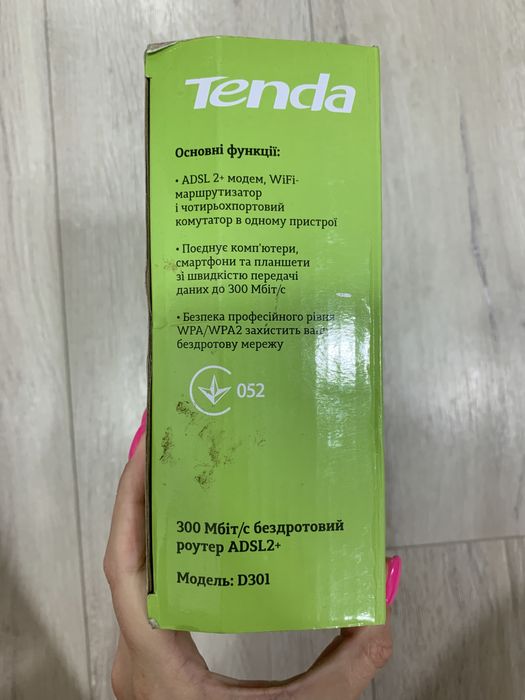 Tenda
Основні функції:
• ADSL 2+ модем, WiFi-
маршрутизатор
і чотирьохпортовий
комутатор в одному пристрої
• Поєднує комп'ютери,
смартфони та планшети
зі швидкістю передачі
даних до 300 Мбіт/с
• Безпека професійного рівня
WPA/WPA2 захистить вашу
бездротову мережу
052
300 Мбіт/с бездротовий
роутер ADSL2+
Модель: D301